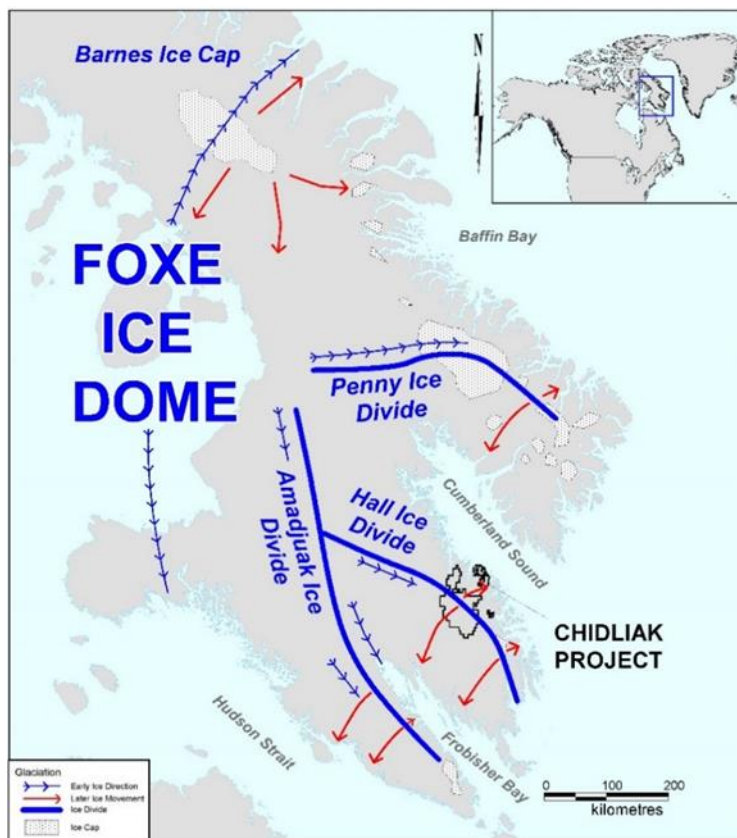 Barnes Ice Cap
N
Baffin Bay
FOXE
ICE
DOME
Penny Ice
Divide
Amadjuak Ice
Divide
Hall Ice
Divide
Cumberland Sound
CHIDLIAK
PROJECT
Hudson Strait
Frobisher Bay
Glaciation
Early Ice Direction
Later Ice Movement
Ice Divide
Ice Cap
0 100 200
kilometres